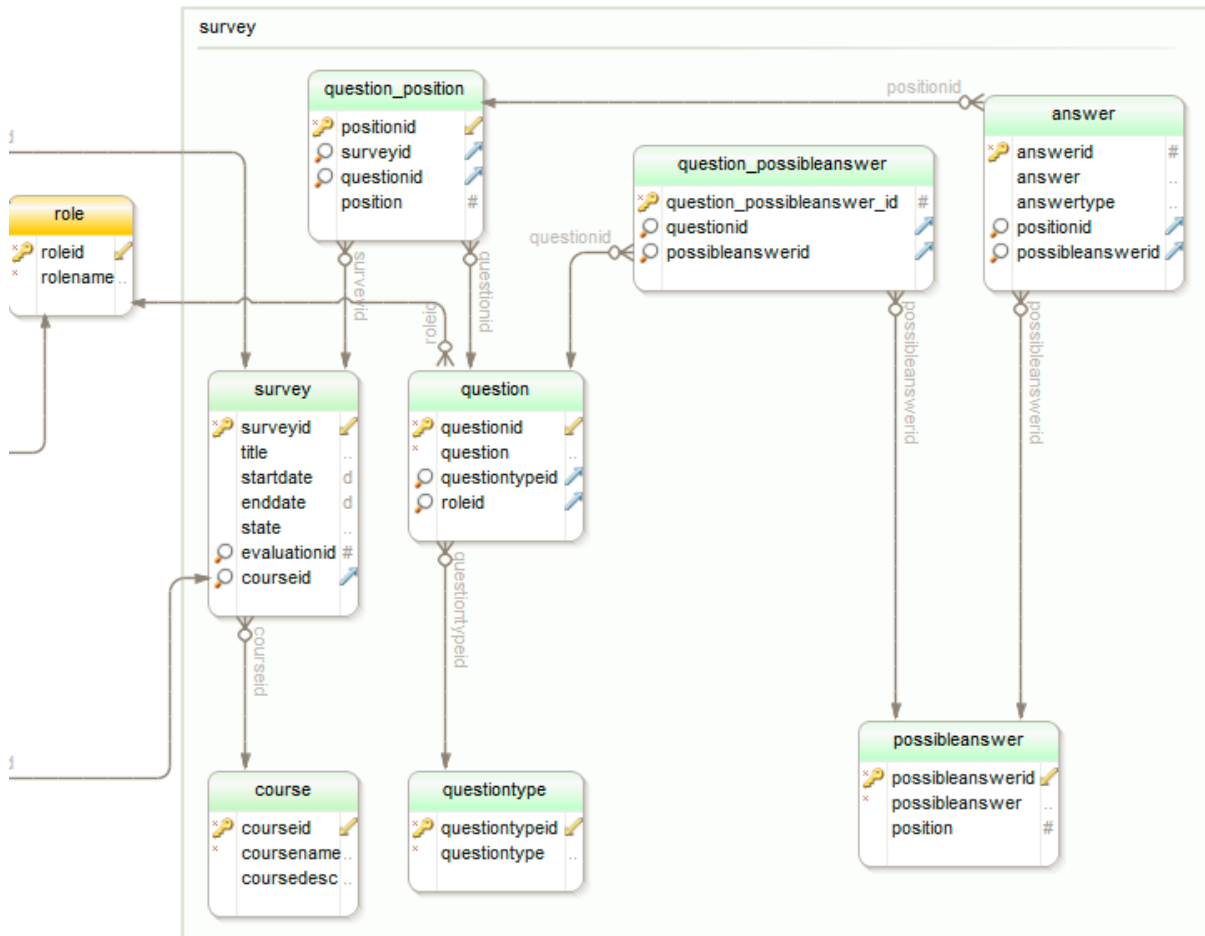 survey
question_position
positionid
surveyid
questionid
position #
positionid
answer
answerid #
answer ..
answertype ..
positionid
possibleanswerid
question_possibleanswer
question_possibleanswer_id #
questionid
possibleanswerid
questionid
d
role
roleid
rolename ..
surveyid
questionid
roleid
possibleanswerid
possibleanswerid
survey
surveyid
title ..
startdate d
enddate d
state ..
evaluationid #
courseid
question
questionid
question ..
questiontypeid
roleid
courseid
questiontypeid
d
course
courseid
coursename ..
coursedesc ..
questiontype
questiontypeid
questiontype ..
possibleanswer
possibleanswerid
possibleanswer ..
position #